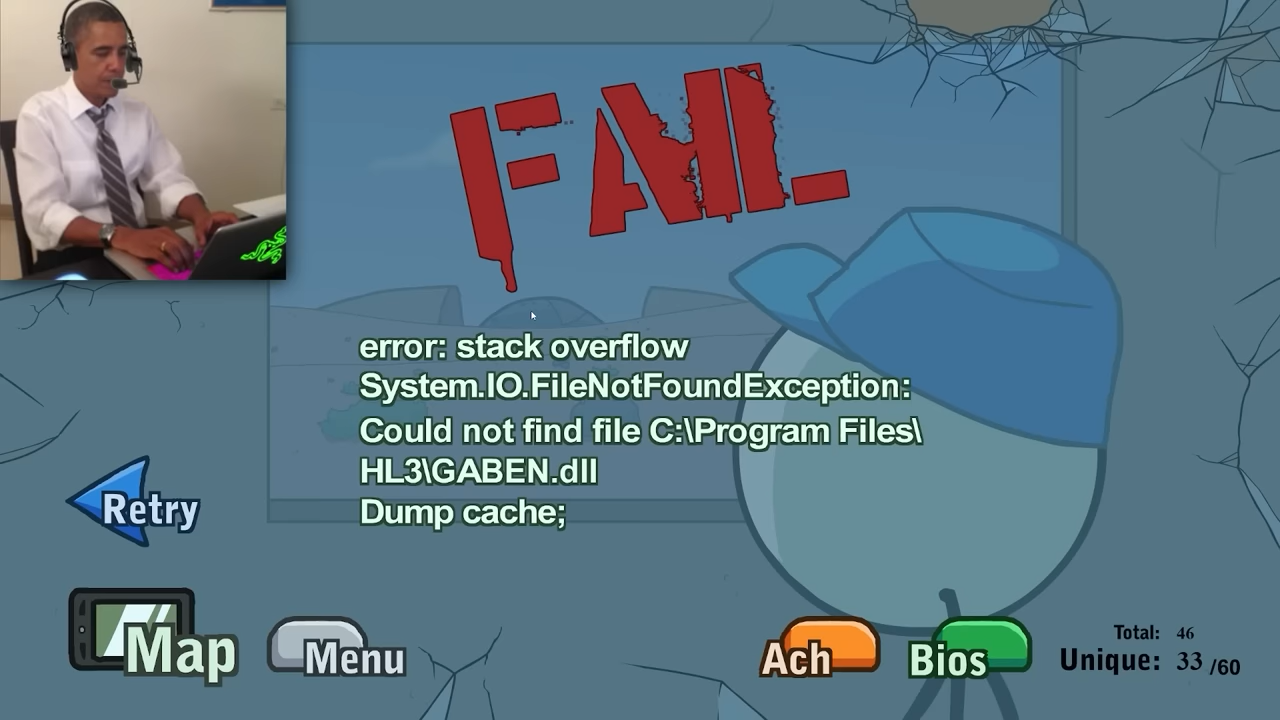 FAIL
error: stack overflow
System.IO.FileNotFoundException:
Could not find file C:\Program Files\
HL3\GABEN.dll
Dump cache;
Retry
Map
Menu
Ach
Bios
Total: 46
Unique: 33 /60